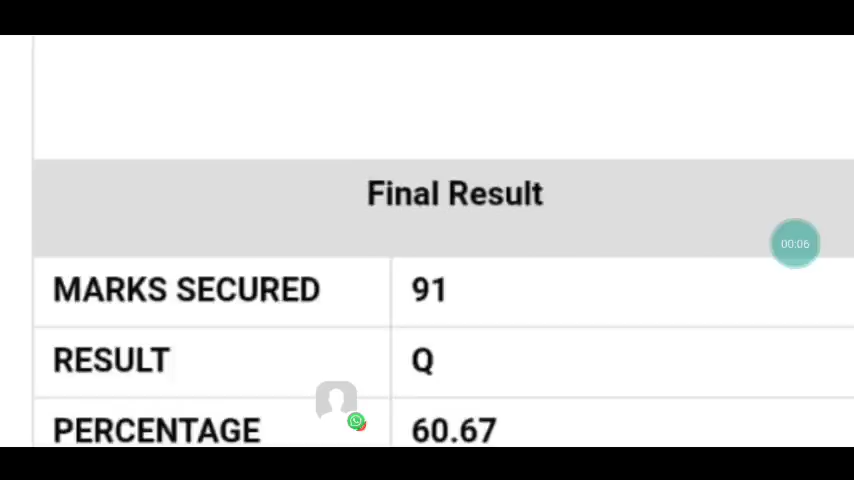 Final Result
00:06
MARKS SECURED 91
RESULT Q
PERCENTAGE 60.67